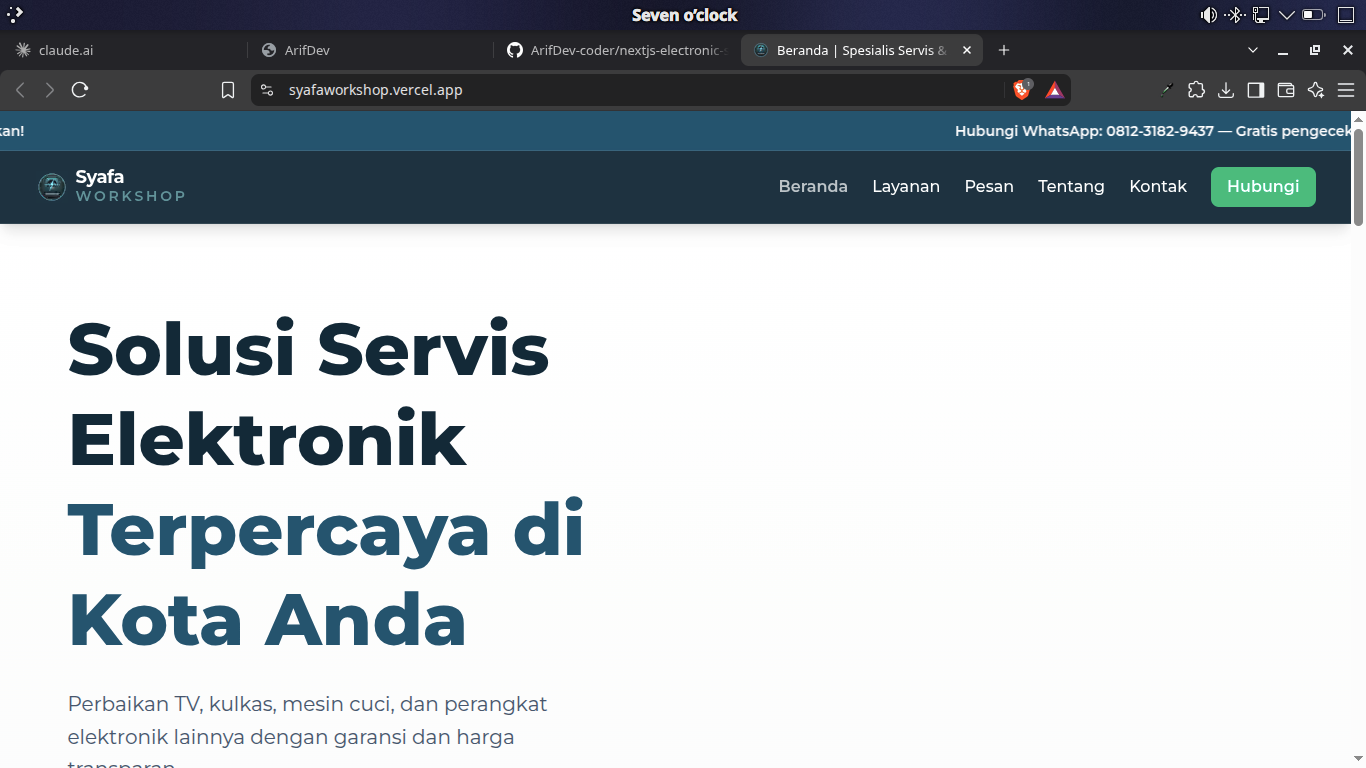 Seven o'clock
claude.ai
ArifDev
ArifDev-coder/nextjs-electronic-s
Beranda | Spesialis Servis &
syafaworkshop.vercel.app
1
kan!
Hubungi WhatsApp: 0812-3182-9437 — Gratis pengecek
Syafa
WORKSHOP
Beranda
Layanan
Pesan
Tentang
Kontak
Hubungi
Solusi Servis
Elektronik
Terpercaya di
Kota Anda
Perbaikan TV, kulkas, mesin cuci, dan perangkat
elektronik lainnya dengan garansi dan harga
transparan